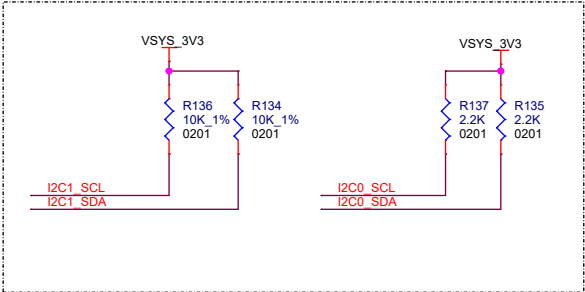 VSYS_3V3
R136
10K_1%
0201
R134
10K_1%
0201
I2C1_SCL
I2C1_SDA
VSYS_3V3
R137
2.2K
0201
R135
2.2K
0201
I2C0_SCL
I2C0_SDA